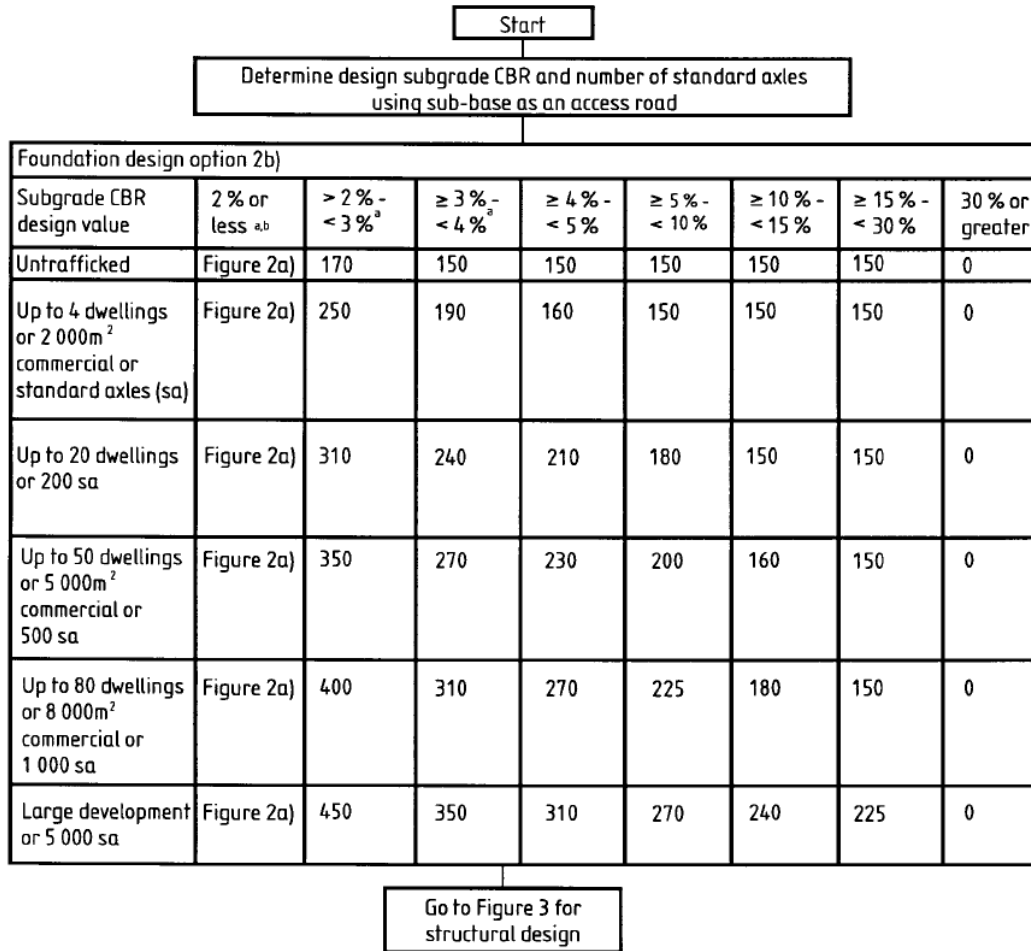 Start
Determine design subgrade CBR and number of standard axles
using sub-base as an access road
Foundation design option 2b)
Subgrade CBR
design value
2 % or
less a,b
> 2 % -
< 3 % a
≥ 3 % -
< 4 % a
≥ 4 % -
< 5 %
≥ 5 % -
< 10 %
≥ 10 % -
< 15 %
≥ 15 % -
< 30 %
30 % or
greater
Untrafficked
Figure 2a)
170
150
150
150
150
150
0
Up to 4 dwellings
or 2 000m²
commercial or
standard axles (sa)
Figure 2a)
250
190
160
150
150
150
0
Up to 20 dwellings
or 200 sa
Figure 2a)
310
240
210
180
150
150
0
Up to 50 dwellings
or 5 000m²
commercial or
500 sa
Figure 2a)
350
270
230
200
160
150
0
Up to 80 dwellings
or 8 000m²
commercial or
1 000 sa
Figure 2a)
400
310
270
225
180
150
0
Large development
or 5 000 sa
Figure 2a)
450
350
310
270
240
225
0
Go to Figure 3 for
structural design